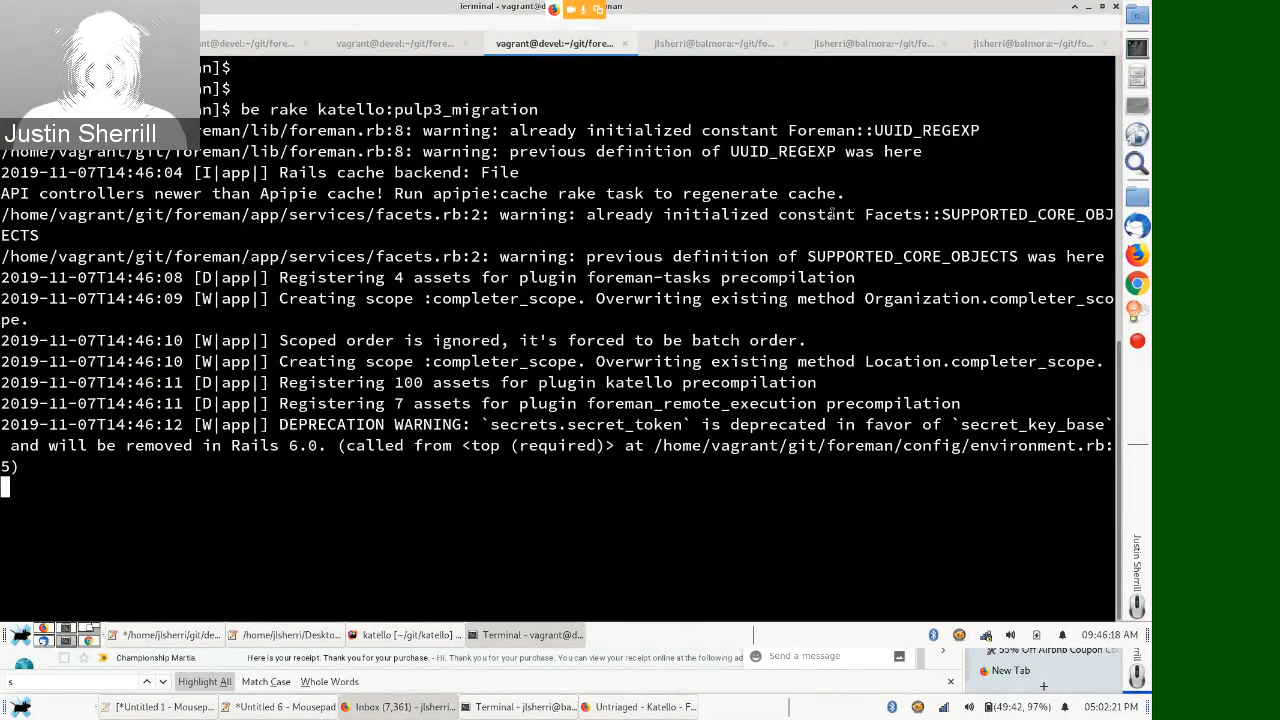 Terminal - vagrant@d man
grant@devel:~/git/fore... ×
vagrant@devel:~/git/fore... ×
vagrant@devel:~/git/fore... ×
jlsherri@balmora:~/git/fo... ×
jlsherri@balmora:~/git/fo... ×
jlsherri@balmora:~/git/fo... ×
an]$
an]$
an]$ be rake katello:pulp3_migration
Justin Sherrill
foreman/lib/foreman.rb:8: warning: already initialized constant Foreman::UUID_REGEXP
/home/vagrant/git/foreman/lib/foreman.rb:8: warning: previous definition of UUID_REGEXP was here
2019-11-07T14:46:04 [I|app|] Rails cache backend: File
API controllers newer than Apipie cache! Run apipie:cache rake task to regenerate cache.
/home/vagrant/git/foreman/app/services/facets.rb:2: warning: already initialized constant Facets::SUPPORTED_CORE_OBJ
ECTS
/home/vagrant/git/foreman/app/services/facets.rb:2: warning: previous definition of SUPPORTED_CORE_OBJECTS was here
2019-11-07T14:46:08 [D|app|] Registering 4 assets for plugin foreman-tasks precompilation
2019-11-07T14:46:09 [W|app|] Creating scope :completer_scope. Overwriting existing method Organization.completer_sco
pe.
2019-11-07T14:46:10 [W|app|] Scoped order is ignored, it's forced to be batch order.
2019-11-07T14:46:10 [W|app|] Creating scope :completer_scope. Overwriting existing method Location.completer_scope.
2019-11-07T14:46:11 [D|app|] Registering 100 assets for plugin katello precompilation
2019-11-07T14:46:11 [D|app|] Registering 7 assets for plugin foreman_remote_execution precompilation
2019-11-07T14:46:12 [W|app|] DEPRECATION WARNING: `secrets.secret_token` is deprecated in favor of `secret_key_base`
and will be removed in Rails 6.0. (called from <top (required)> at /home/vagrant/git/foreman/config/environment.rb:
5)
Justin Sherrill
*/home/jlsherri/git/de...
/home/jlsherri/Deskto...
katello [~/git/katello] ...
Terminal - vagrant@d...
09:46:18 AM
Championship Martia.
Here is your receipt. Thank you for your purchase. - Hi, Thank you for your purchase. You can view your receipt online at the following ad
Send a message
55% Off Airbnb Coupon Co
New Tab
s
Highlight All
Match Case
Whole Words
[*Untitled 1 - Mousep...
*Untitled 6 - Mousepad
Inbox (7,361) - jsherri...
Terminal - jlsherri@ba...
Untriaged - Katello - F...
(49:42, 97%)
05:02:21 PM